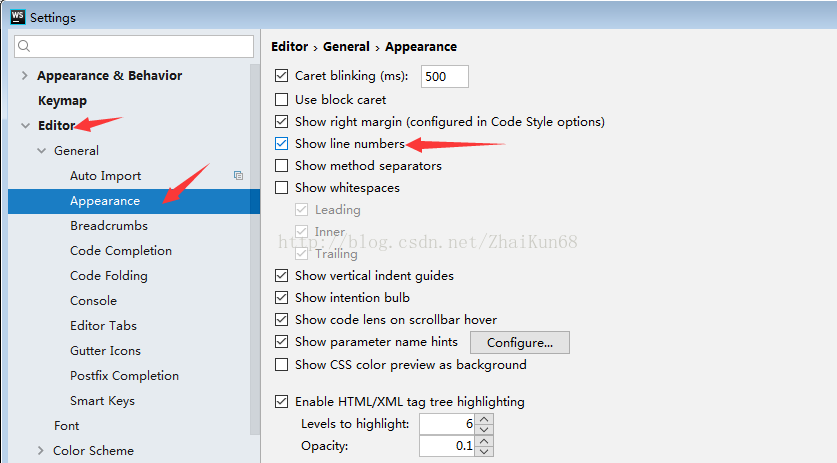 WS Settings
Appearance & Behavior
Keymap
Editor
General
Auto Import
Appearance
Breadcrumbs
Code Completion
Code Folding
Console
Editor Tabs
Gutter Icons
Postfix Completion
Smart Keys
Font
Color Scheme
Editor › General › Appearance
Caret blinking (ms): 500
Use block caret
Show right margin (configured in Code Style options)
Show line numbers
Show method separators
Show whitespaces
Leading
Inner
http://blog.csdn.net/ZhaiKun68
Trailing
Show vertical indent guides
Show intention bulb
Show code lens on scrollbar hover
Show parameter name hints Configure...
Show CSS color preview as background
Enable HTML/XML tag tree highlighting
Levels to highlight: 6
Opacity: 0.1